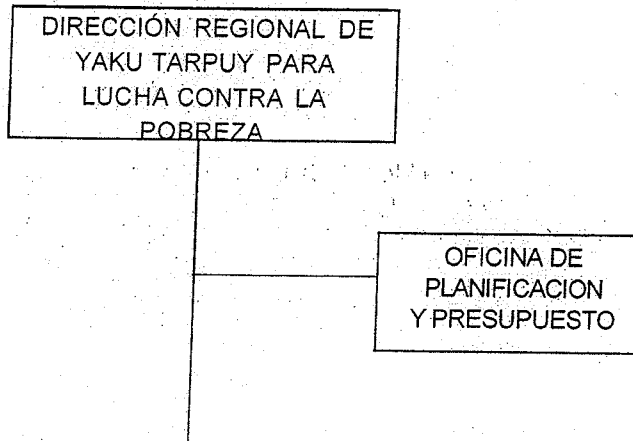 DIRECCIÓN REGIONAL DE
YAKU TARPUY PARA
LUCHA CONTRA LA
POBREZA
OFICINA DE
PLANIFICACION
Y PRESUPUESTO